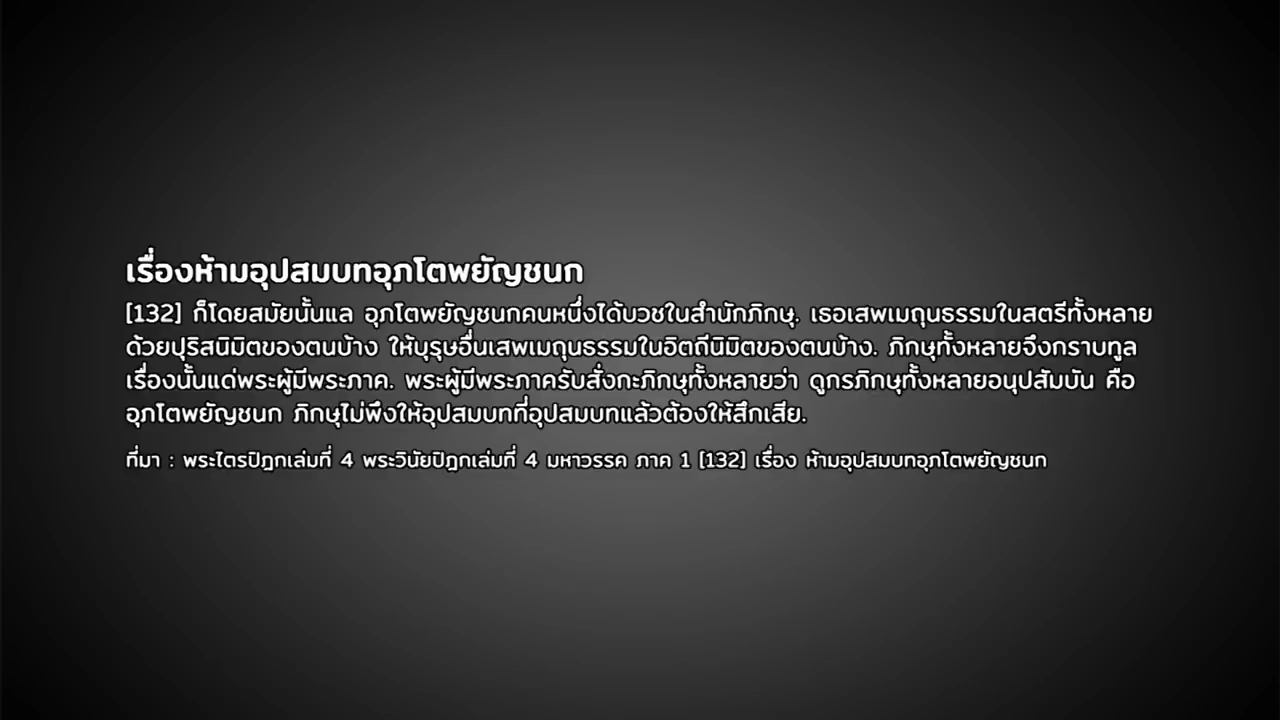 เรื่องห้ามอุปสมบทอุภโตพยัญชนก
[132] ก็โดยสมัยนั้นแล อุภโตพยัญชนกคนหนึ่งได้บวชในสำนักภิกษุ. เธอเสพเมถุนธรรมในสตรีทั้งหลาย
ด้วยปุริสนิมิตของตนบ้าง ให้บุรุษอื่นเสพเมถุนธรรมในอิตถีนิมิตของตนบ้าง. ภิกษุทั้งหลายจึงกราบทูล
เรื่องนั้นแด่พระผู้มีพระภาค. พระผู้มีพระภาครับสั่งกะภิกษุทั้งหลายว่า ดูกรภิกษุทั้งหลายอนุปสัมบัน คือ
อุภโตพยัญชนก ภิกษุไม่พึงให้อุปสมบทที่อุปสมบทแล้วต้องให้สึกเสีย.
ที่มา : พระไตรปิฎกเล่มที่ 4 พระวินัยปิฎกเล่มที่ 4 มหาวรรค ภาค 1 [132] เรื่อง ห้ามอุปสมบทอุภโตพยัญชนก